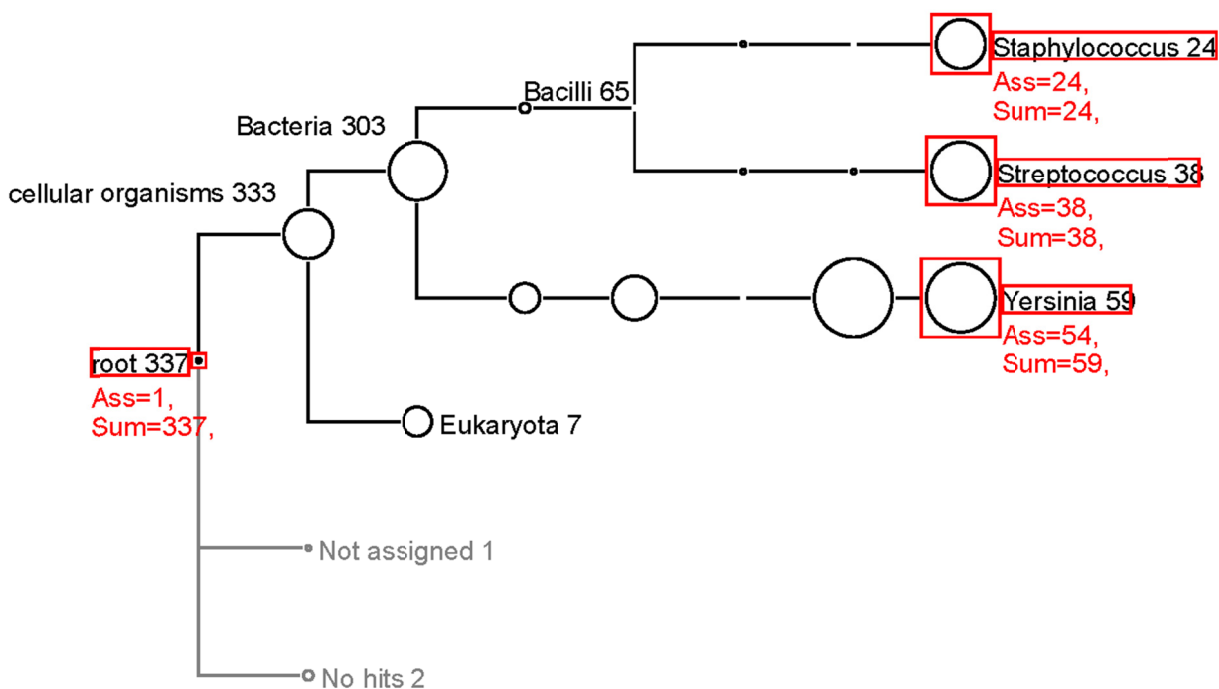 Staphylococcus 24
Ass=24,
Sum=24,
Bacilli 65
Bacteria 303
Streptococcus 38
Ass=38,
Sum=38,
cellular organisms 333
Yersinia 59
Ass=54,
Sum=59,
root 337
Ass=1,
Sum=337,
Eukaryota 7
Not assigned 1
No hits 2